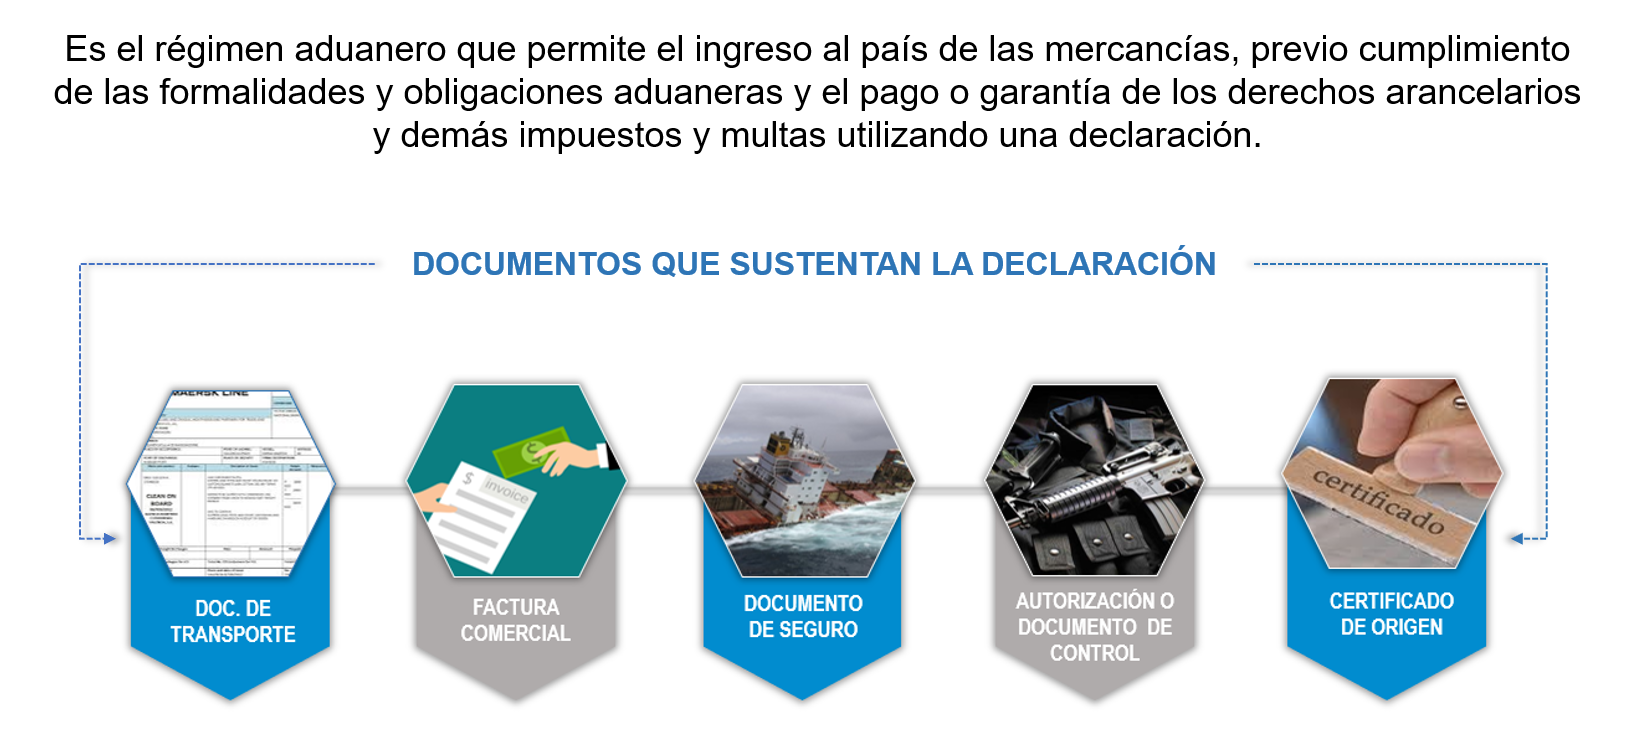 Es el régimen aduanero que permite el ingreso al país de las mercancías, previo cumplimiento
de las formalidades y obligaciones aduaneras y el pago o garantía de los derechos arancelarios
y demás impuestos y multas utilizando una declaración.
DOCUMENTOS QUE SUSTENTAN LA DECLARACIÓN
MAERSK LINE
CLEAN ON
BOARD
$ invoice
$
certificado
DOC. DE
TRANSPORTE
FACTURA
COMERCIAL
DOCUMENTO
DE SEGURO
AUTORIZACIÓN O
DOCUMENTO DE
CONTROL
CERTIFICADO
DE ORIGEN